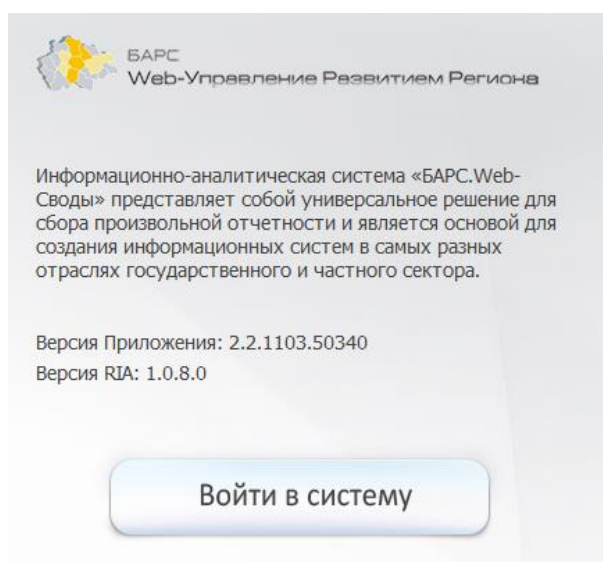 БАРС
Web-Управление Развитием Региона
Информационно-аналитическая система «БАРС.Web-
Своды» представляет собой универсальное решение для
сбора произвольной отчетности и является основой для
создания информационных систем в самых разных
отраслях государственного и частного сектора.
Версия Приложения: 2.2.1103.50340
Версия RIA: 1.0.8.0
Войти в систему